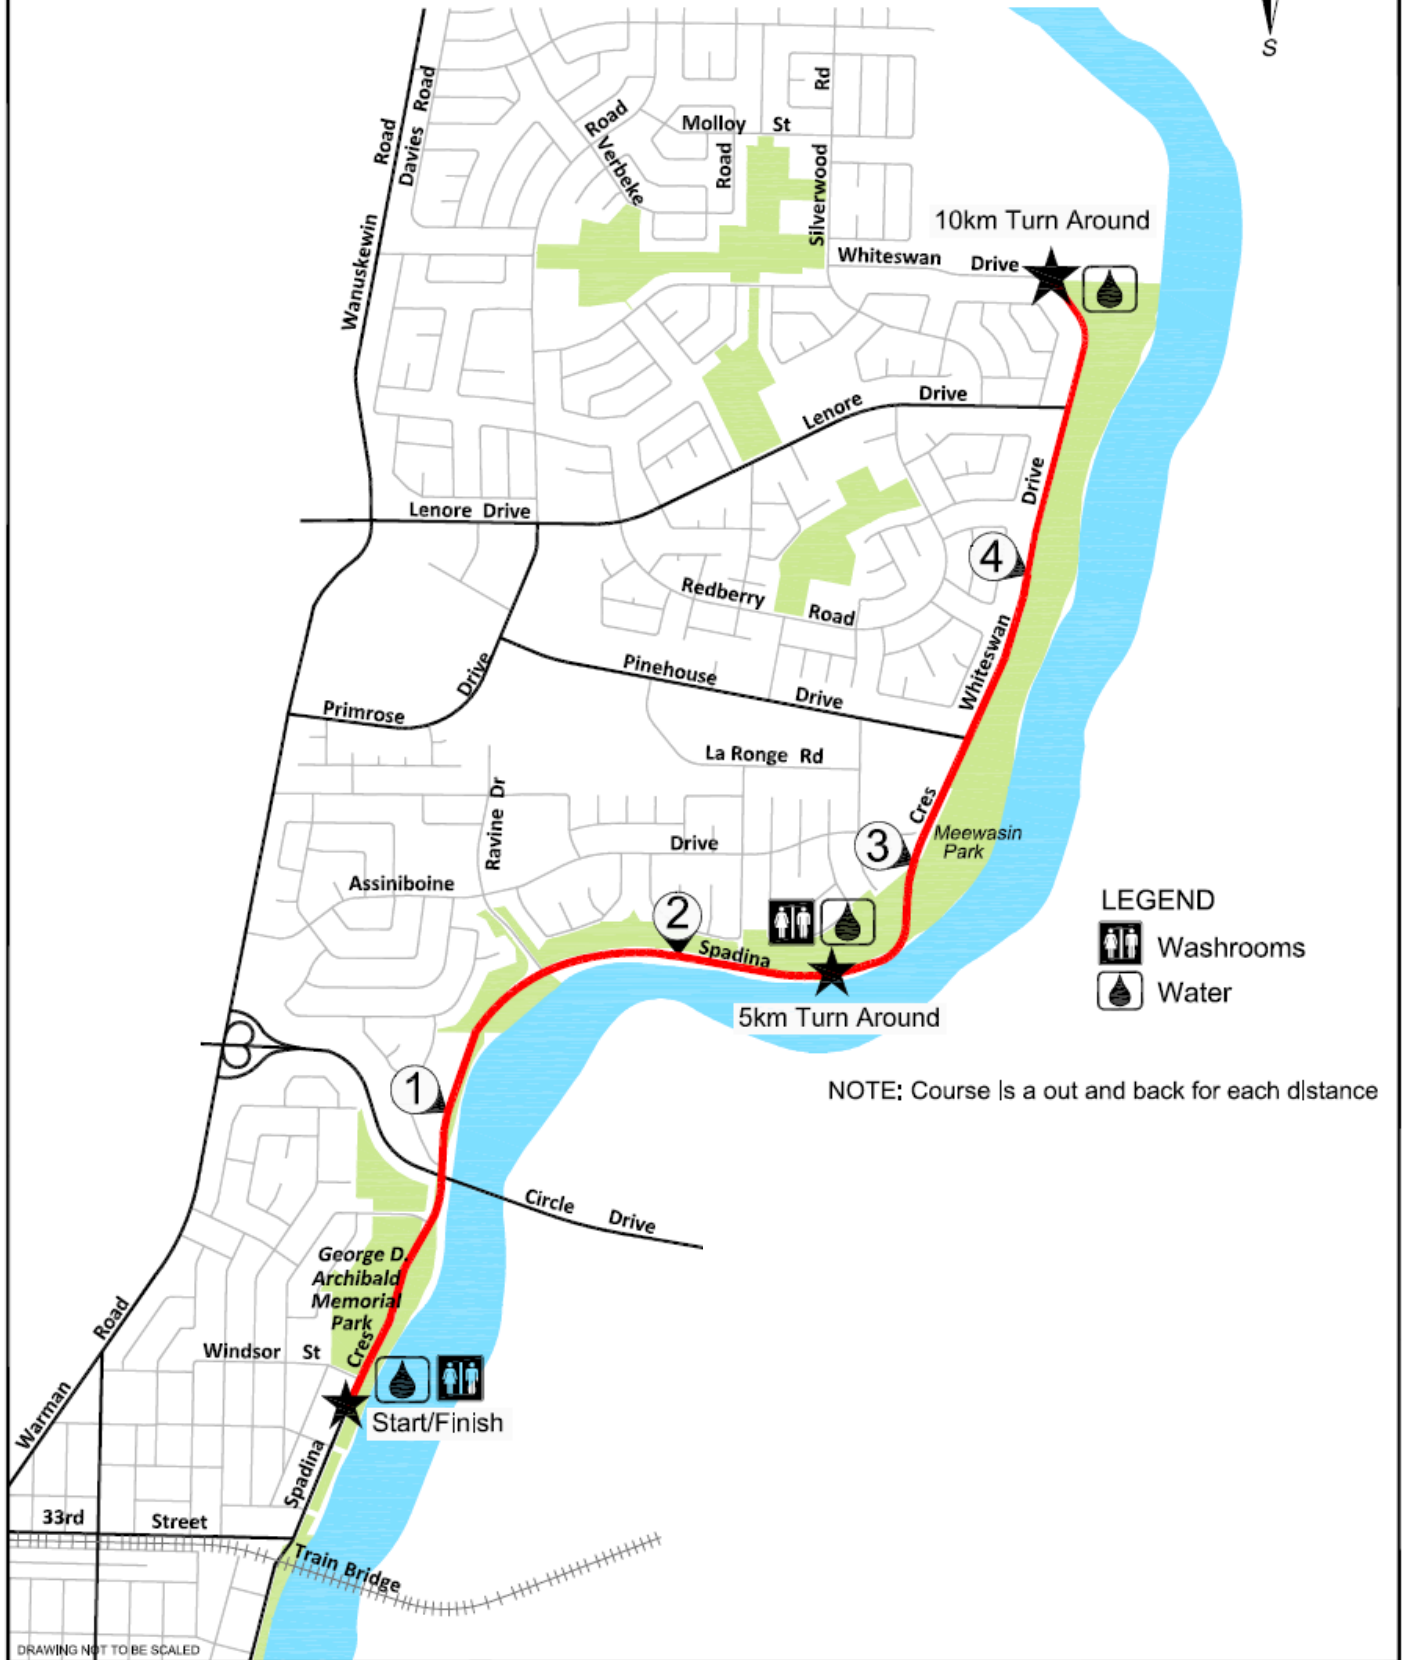 S
Wanuskewin Road
Davies Road
Road
Verbeke
Molloy St
Road
Silverwood Rd
10km Turn Around
Whiteswan Drive
Lenore Drive
Lenore Drive
Drive
4
Redberry Road
Whiteswan
Pinehouse Drive
Drive
Primrose
La Ronge Rd
Ravine Dr
Cres
3
Meewasin
Park
Drive
Assiniboine
2
Spadina
LEGEND
Washrooms
Water
5km Turn Around
1
NOTE: Course is a out and back for each distance
Circle Drive
George D.
Archibald
Memorial
Park
Cres
Windsor St
Warman Road
Start/Finish
Spadina
33rd Street
Train Bridge
DRAWING NOT TO BE SCALED